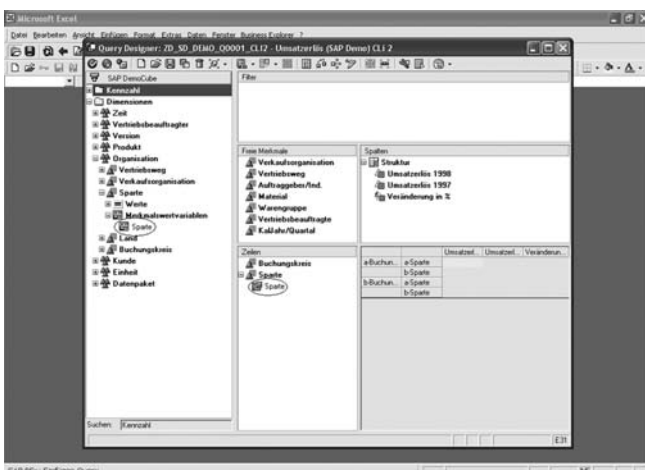 Microsoft Excel
Datei Bearbeiten Ansicht Einfügen Format Extras Daten Fenster Business Explorer ?
Query Designer: ZD_SD_DEMO_Q0001_CLI2 - Umsatzerlös (SAP Demo) CLI 2
SAP DemoCube
Kennzahl
Dimensionen
Zeit
Vertriebsbeauftragter
Version
Produkt
Organisation
Vertriebsweg
Verkaufsorganisation
Sparte
Werte
Merkmalswertvariablen
Sparte
Land
Buchungskreis
Kunde
Einheit
Datenpaket
Suchen: Kennzahl
Filter
Freie Merkmale
Verkaufsorganisation
Vertriebsweg
Auftraggeber/Ind.
Material
Warengruppe
Vertriebsbeauftragte
KalJahr/Quartal
Spalten
Struktur
Umsatzerlös 1998
Umsatzerlös 1997
Veränderung in %
Zeilen
Buchungskreis
Sparte
Sparte
Umsatzerl... Umsatzerl... Veränderun...
a-Buchun... a-Sparte
b-Sparte
b-Buchun... a-Sparte
b-Sparte